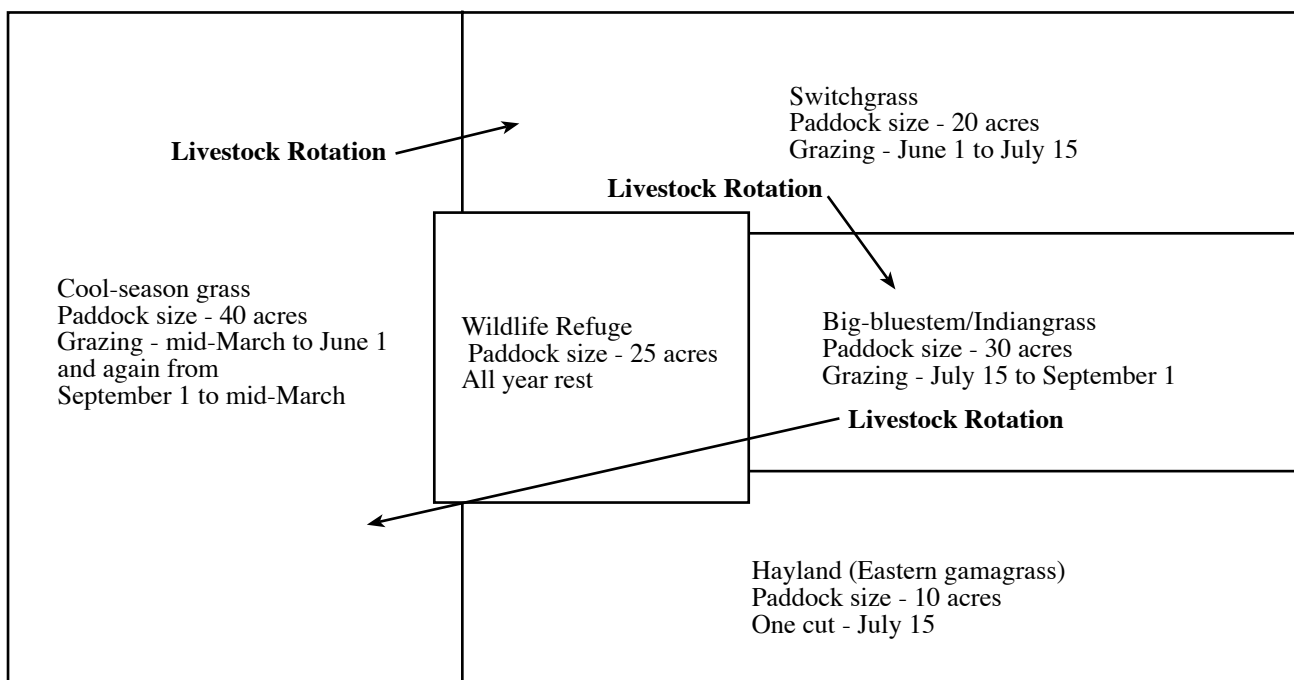 Switchgrass
Paddock size - 20 acres
Grazing - June 1 to July 15
Livestock Rotation
Livestock Rotation
Cool-season grass
Paddock size - 40 acres
Grazing - mid-March to June 1
and again from
September 1 to mid-March
Wildlife Refuge
Paddock size - 25 acres
All year rest
Big-bluestem/Indiangrass
Paddock size - 30 acres
Grazing - July 15 to September 1
Livestock Rotation
Hayland (Eastern gamagrass)
Paddock size - 10 acres
One cut - July 15